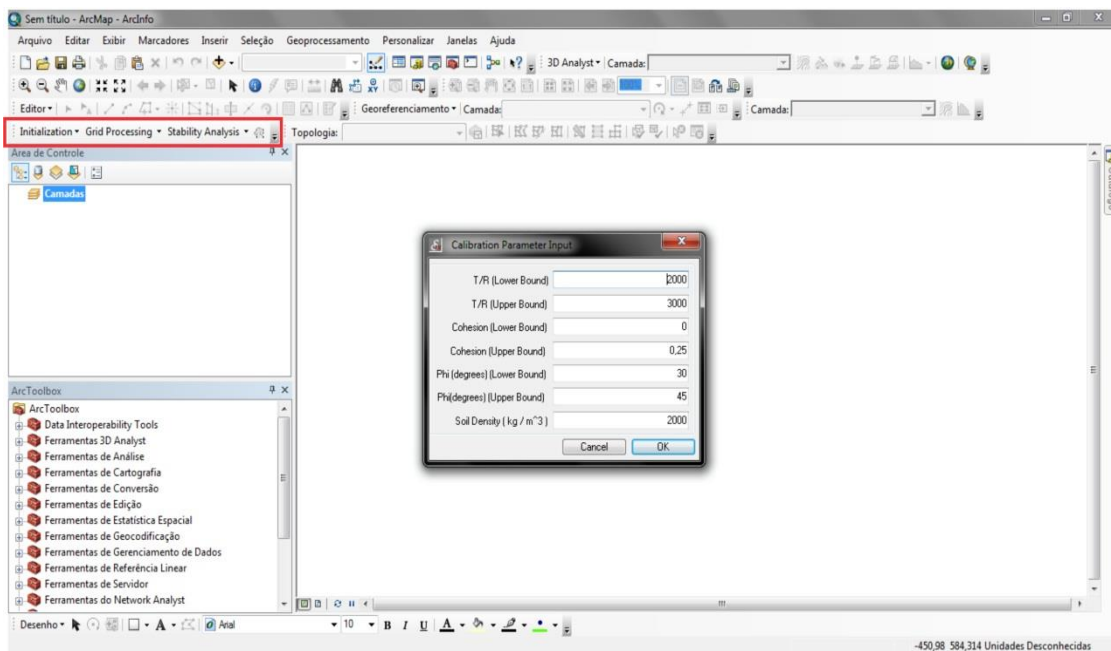 Sem título - ArcMap - ArcInfo
Arquivo Editar Exibir Marcadores Inserir Seleção Geoprocessamento Personalizar Janelas Ajuda
3D Analyst Camada:
Editor Georeferenciamento Camada: Camada:
Initialization Grid Processing Stability Analysis Topologia:
Área de Controle
Camadas
Calibration Parameter Input
T/R (Lower Bound) 2000
T/R (Upper Bound) 3000
Cohesion (Lower Bound) 0
Cohesion (Upper Bound) 0,25
Phi (degrees) (Lower Bound) 30
Phi(degrees) (Upper Bound) 45
Soil Density ( kg / m^3 ) 2000
Cancel OK
ArcToolbox
ArcToolbox
Data Interoperability Tools
Ferramentas 3D Analyst
Ferramentas de Análise
Ferramentas de Cartografia
Ferramentas de Conversão
Ferramentas de Edição
Ferramentas de Estatística Espacial
Ferramentas de Geocodificação
Ferramentas de Gerenciamento de Dados
Ferramentas de Referência Linear
Ferramentas de Servidor
Ferramentas do Network Analyst
Desenho A Arial 10 B I U A
-450,98 584,314 Unidades Desconhecidas